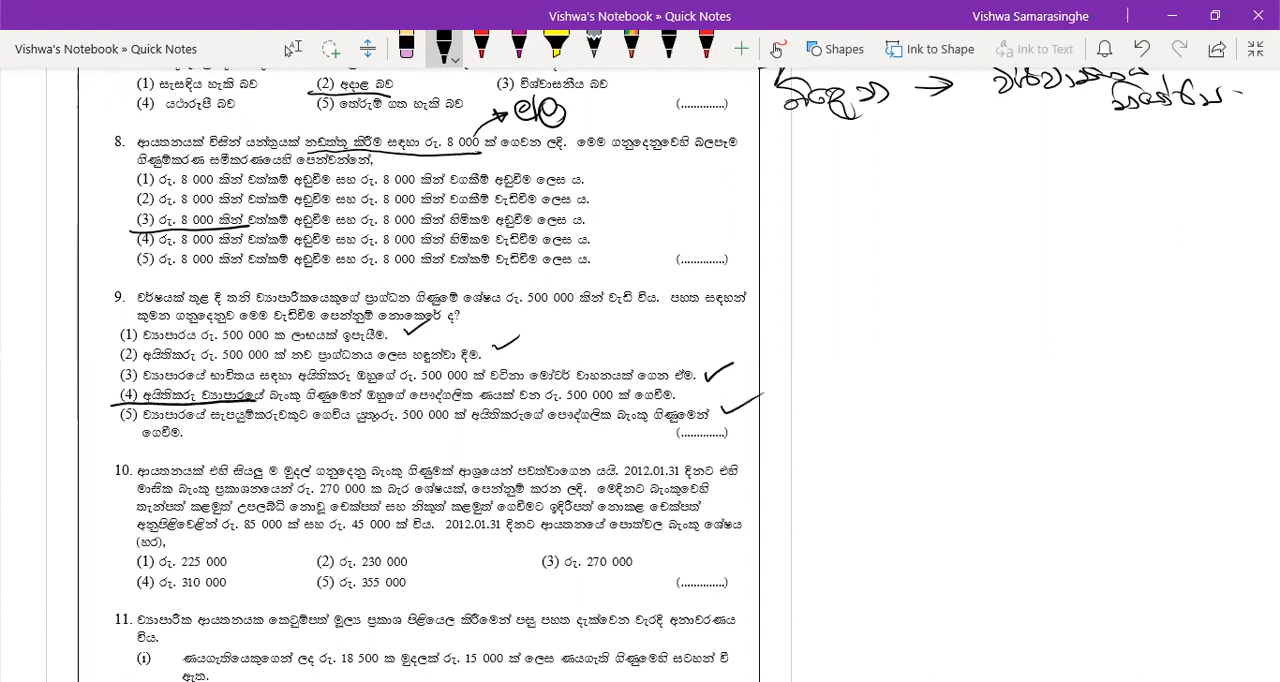 Vishwa's Notebook » Quick Notes
Vishwa Samarasinghe
Vishwa's Notebook » Quick Notes
Shapes
Ink to Shape
Ink to Text
(1) සැසඳිය හැකි බව (2) අදාළ බව (3) විශ්වාසනීය බව
(4) යථාරූපී බව (5) තේරුම් ගත හැකි බව (.............)
8. ආයතනයක් විසින් යන්ත්‍රයක් නඩත්තු කිරීම සඳහා රු. 8 000 ක් ගෙවන ලදි. මෙම ගනුදෙනුවෙහි බලපෑම
ගිණුම්කරණ සමීකරණයෙහි පෙන්වන්නේ,
(1) රු. 8 000 කින් වත්කම් අඩුවීම සහ රු. 8 000 කින් වගකීම් අඩුවීම ලෙස ය.
(2) රු. 8 000 කින් වත්කම් අඩුවීම සහ රු. 8 000 කින් වගකීම් වැඩිවීම ලෙස ය.
(3) රු. 8 000 කින් වත්කම් අඩුවීම සහ රු. 8 000 කින් හිමිකම අඩුවීම ලෙස ය.
(4) රු. 8 000 කින් වත්කම් අඩුවීම සහ රු. 8 000 කින් හිමිකම වැඩිවීම ලෙස ය.
(5) රු. 8 000 කින් වත්කම් අඩුවීම සහ රු. 8 000 කින් වත්කම් වැඩිවීම ලෙස ය. (.............)
9. වර්ෂයක් තුළ දී තනි ව්‍යාපාරිකයෙකුගේ ප්‍රාග්ධන ගිණුමේ ශේෂය රු. 500 000 කින් වැඩි විය. පහත සඳහන්
කුමන ගනුදෙනුව මෙම වැඩිවීම පෙන්නුම් නොකෙරේ ද?
(1) ව්‍යාපාරය රු. 500 000 ක ලාභයක් ඉපැයීම.
(2) අයිතිකරු රු. 500 000 ක් නව ප්‍රාග්ධනය ලෙස හඳුන්වා දීම.
(3) ව්‍යාපාරයේ භාවිතය සඳහා අයිතිකරු ඔහුගේ රු. 500 000 ක් වටිනා මෝටර් වාහනයක් ගෙන ඒම.
(4) අයිතිකරු ව්‍යාපාරයේ බැංකු ගිණුමෙන් ඔහුගේ පෞද්ගලික ණයක් වන රු. 500 000 ක් ගෙවීම.
(5) ව්‍යාපාරයේ සැපයුම්කරුවකුට ගෙවිය යුතු රු. 500 000 ක් අයිතිකරුගේ පෞද්ගලික බැංකු ගිණුමෙන්
ගෙවීම. (.............)
10. ආයතනයක් එහි සියලු ම මුදල් ගනුදෙනු බැංකු ගිණුමක් ආශ්‍රයෙන් පවත්වාගෙන යයි. 2012.01.31 දිනට එහි
මාසික බැංකු ප්‍රකාශනයෙන් රු. 270 000 ක බැර ශේෂයක්, පෙන්නුම් කරන ලදි. මෙදිනට බැංකුවෙහි
තැන්පත් කළමුත් උපලබ්ධි නොවූ චෙක්පත් සහ නිකුත් කළමුත් ගෙවීමට ඉදිරිපත් නොකළ චෙක්පත්
අනුපිළිවෙළින් රු. 85 000 ක් සහ රු. 45 000 ක් විය. 2012.01.31 දිනට ආයතනයේ පොත්වල බැංකු ශේෂය
(හර),
(1) රු. 225 000 (2) රු. 230 000 (3) රු. 270 000
(4) රු. 310 000 (5) රු. 355 000 (.............)
11. ව්‍යාපාරික ආයතනයක කෙටුම්පත් මූල්‍ය ප්‍රකාශ පිළියෙල කිරීමෙන් පසු පහත දැක්වෙන වැරදි අනාවරණය
විය.
(i) ණයගැතියෙකුගෙන් ලද රු. 18 500 ක මුදලක් රු. 15 000 ක් ලෙස ණයගැති ගිණුමෙහි සටහන් වී
ඇත.